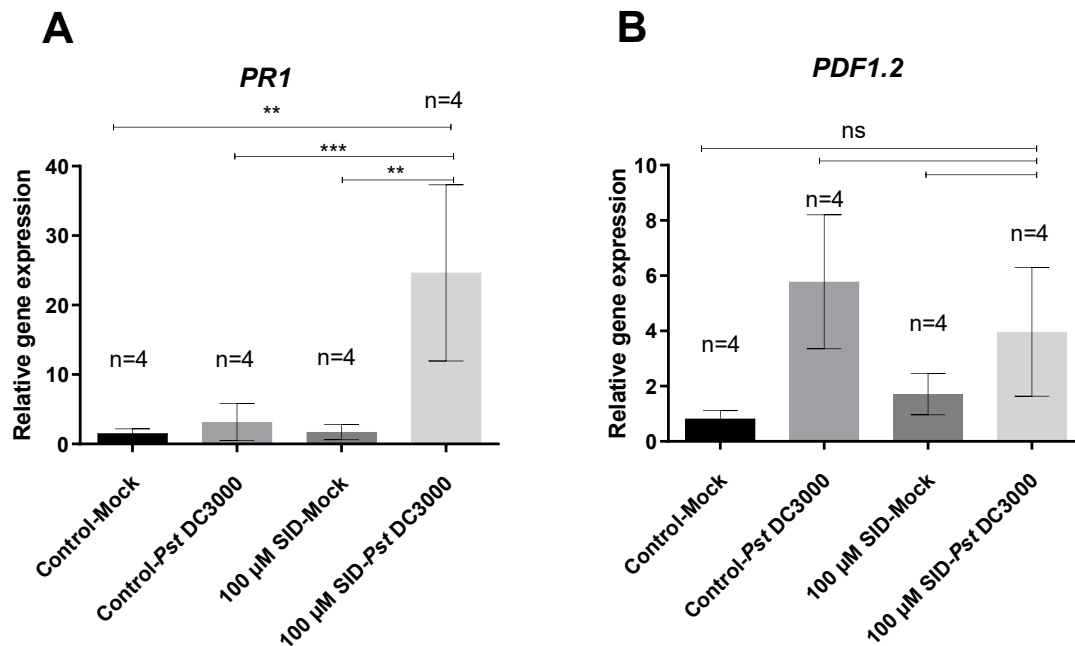 A
PR1
n=4
**
***
**
40
30
20
10
0
Relative gene expression
n=4
n=4
n=4
Control-Mock
Control-Pst DC3000
100 µM SID-Mock
100 µM SID-Pst DC3000
B
PDF1.2
ns
10
8
6
4
2
0
Relative gene expression
n=4
n=4
n=4
n=4
Control-Mock
Control-Pst DC3000
100 µM SID-Mock
100 µM SID-Pst DC3000